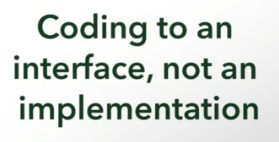 Coding to an
interface, not an
implementation